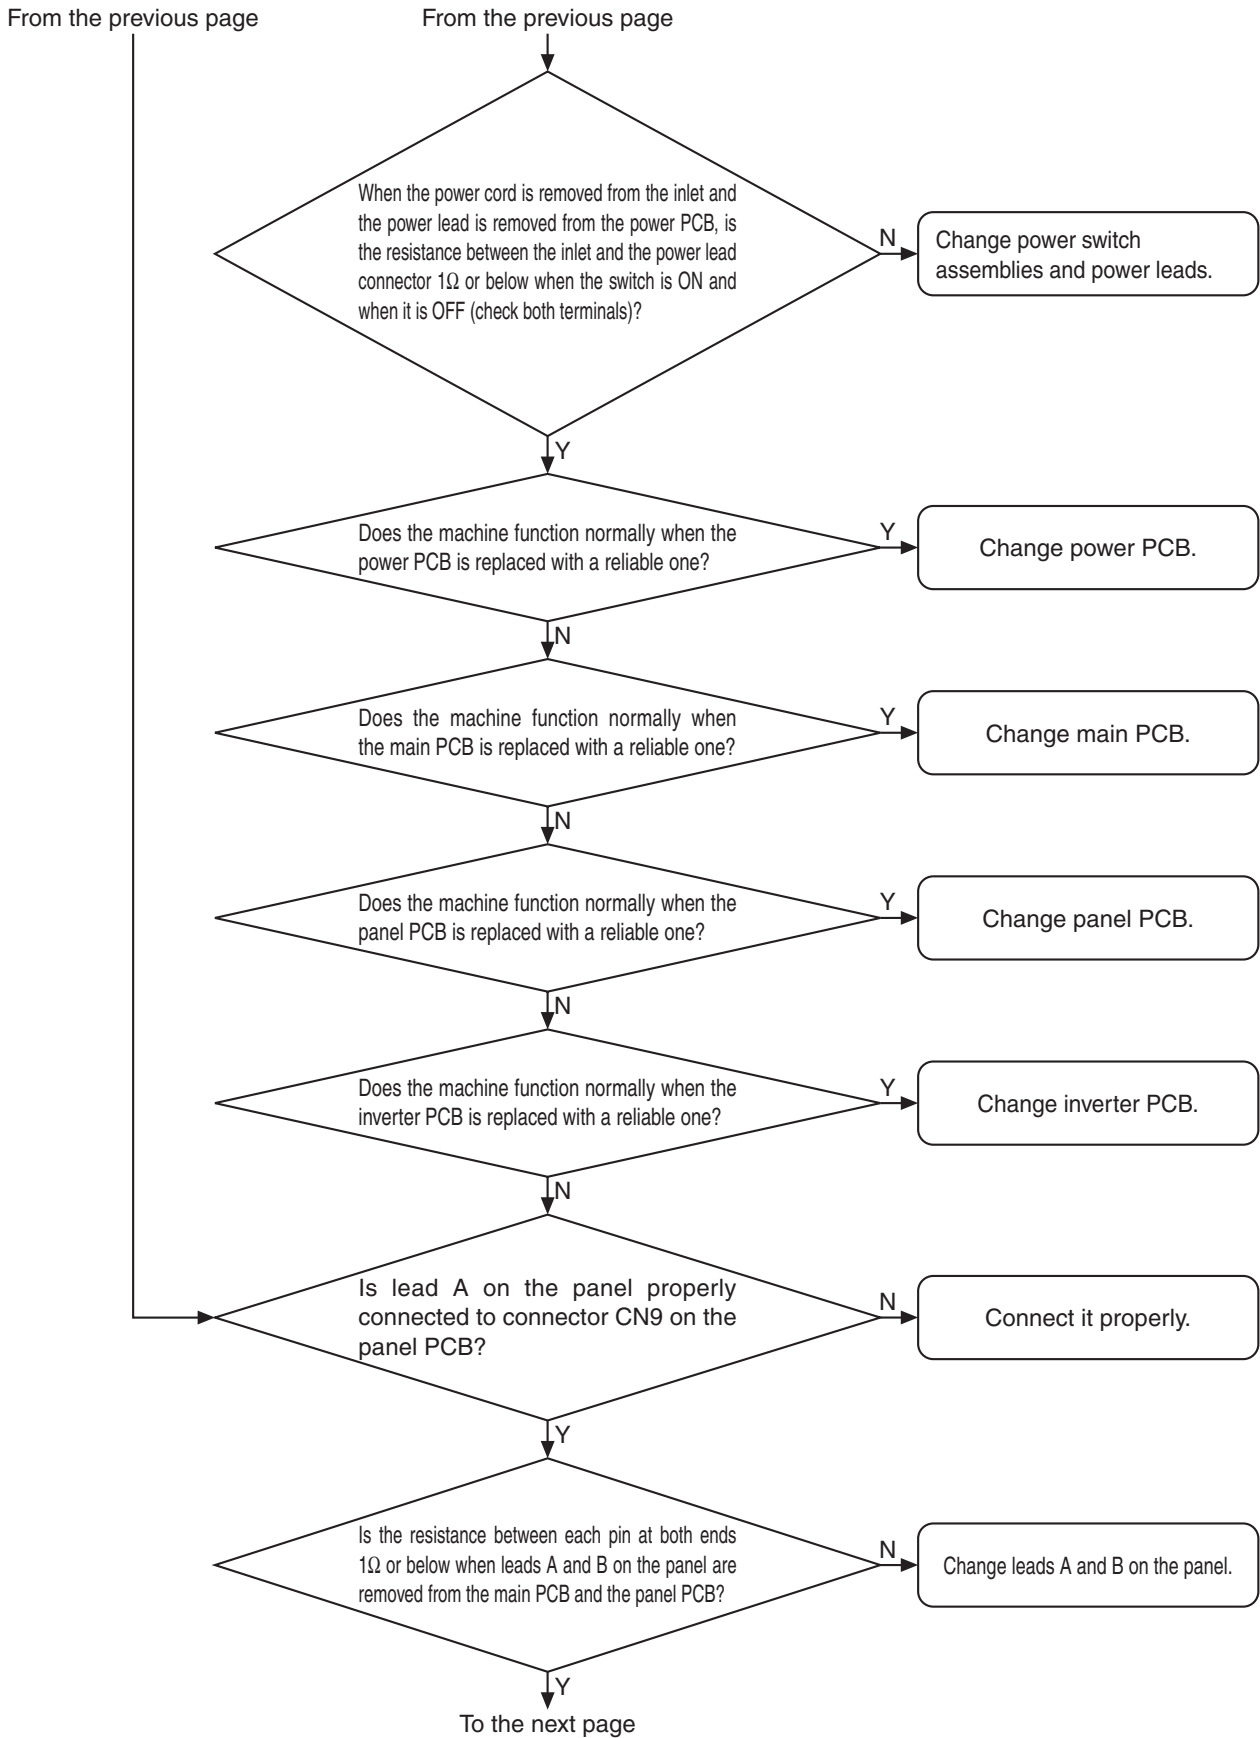 From the previous page
From the previous page
When the power cord is removed from the inlet and
the power lead is removed from the power PCB, is
the resistance between the inlet and the power lead
connector 1Ω or below when the switch is ON and
when it is OFF (check both terminals)?
N
Change power switch
assemblies and power leads.
Y
Does the machine function normally when the
power PCB is replaced with a reliable one?
Y
Change power PCB.
N
Does the machine function normally when
the main PCB is replaced with a reliable one?
Y
Change main PCB.
N
Does the machine function normally when the
panel PCB is replaced with a reliable one?
Y
Change panel PCB.
N
Does the machine function normally when the
inverter PCB is replaced with a reliable one?
Y
Change inverter PCB.
N
Is lead A on the panel properly
connected to connector CN9 on the
panel PCB?
N
Connect it properly.
Y
Is the resistance between each pin at both ends
1Ω or below when leads A and B on the panel are
removed from the main PCB and the panel PCB?
N
Change leads A and B on the panel.
Y
To the next page